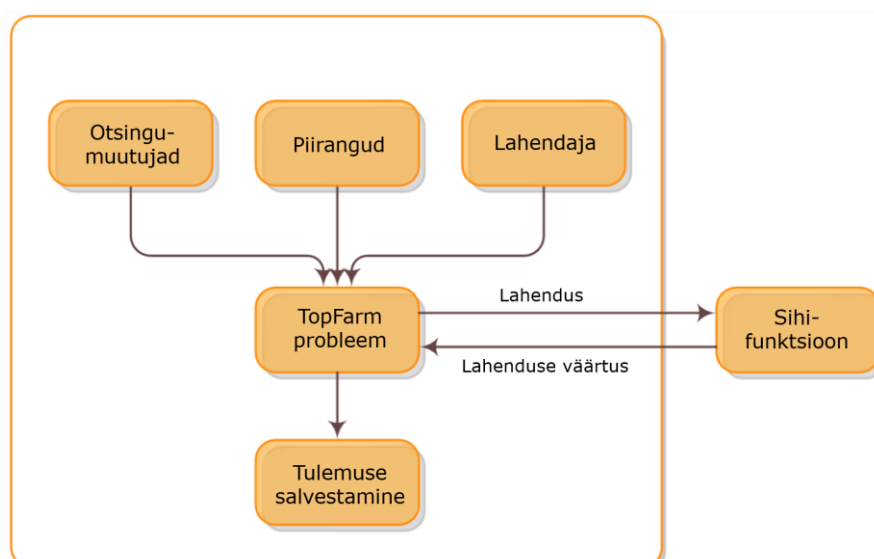 Otsingu-
muutujad
Piirangud
Lahendaja
TopFarm
probleem
Lahendus
Lahenduse väärtus
Sihi-
funktsioon
Tulemuse
salvestamine